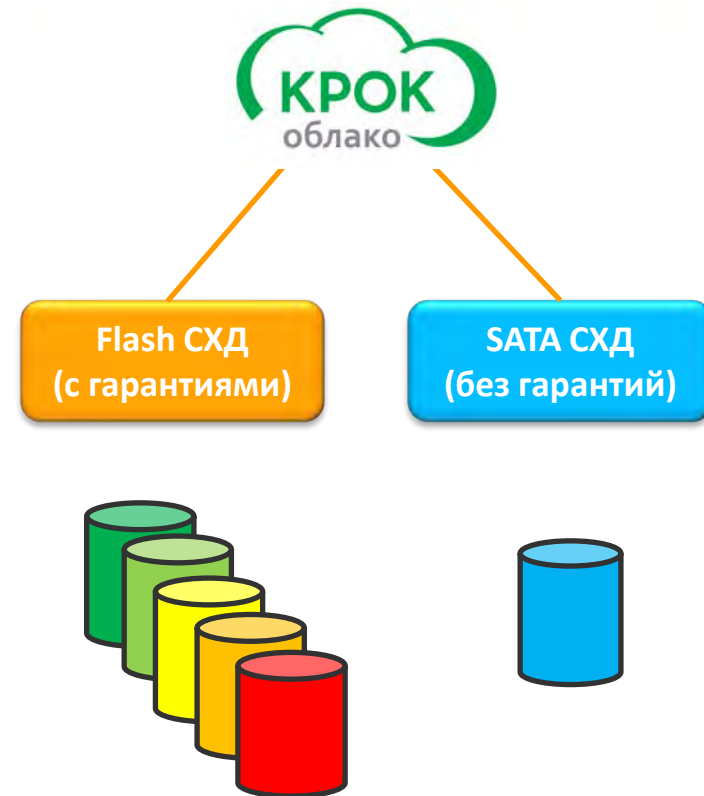 КРОК
облако
Flash СХД
(с гарантиями)
SATA СХД
(без гарантий)